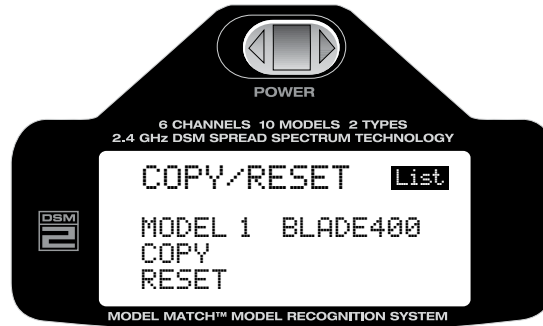 POWER
6 CHANNELS 10 MODELS 2 TYPES
2.4 GHz DSM SPREAD SPECTRUM TECHNOLOGY
COPY/RESET List
MODEL 1 BLADE400
COPY
RESET
DSM
2
MODEL MATCH™ MODEL RECOGNITION SYSTEM